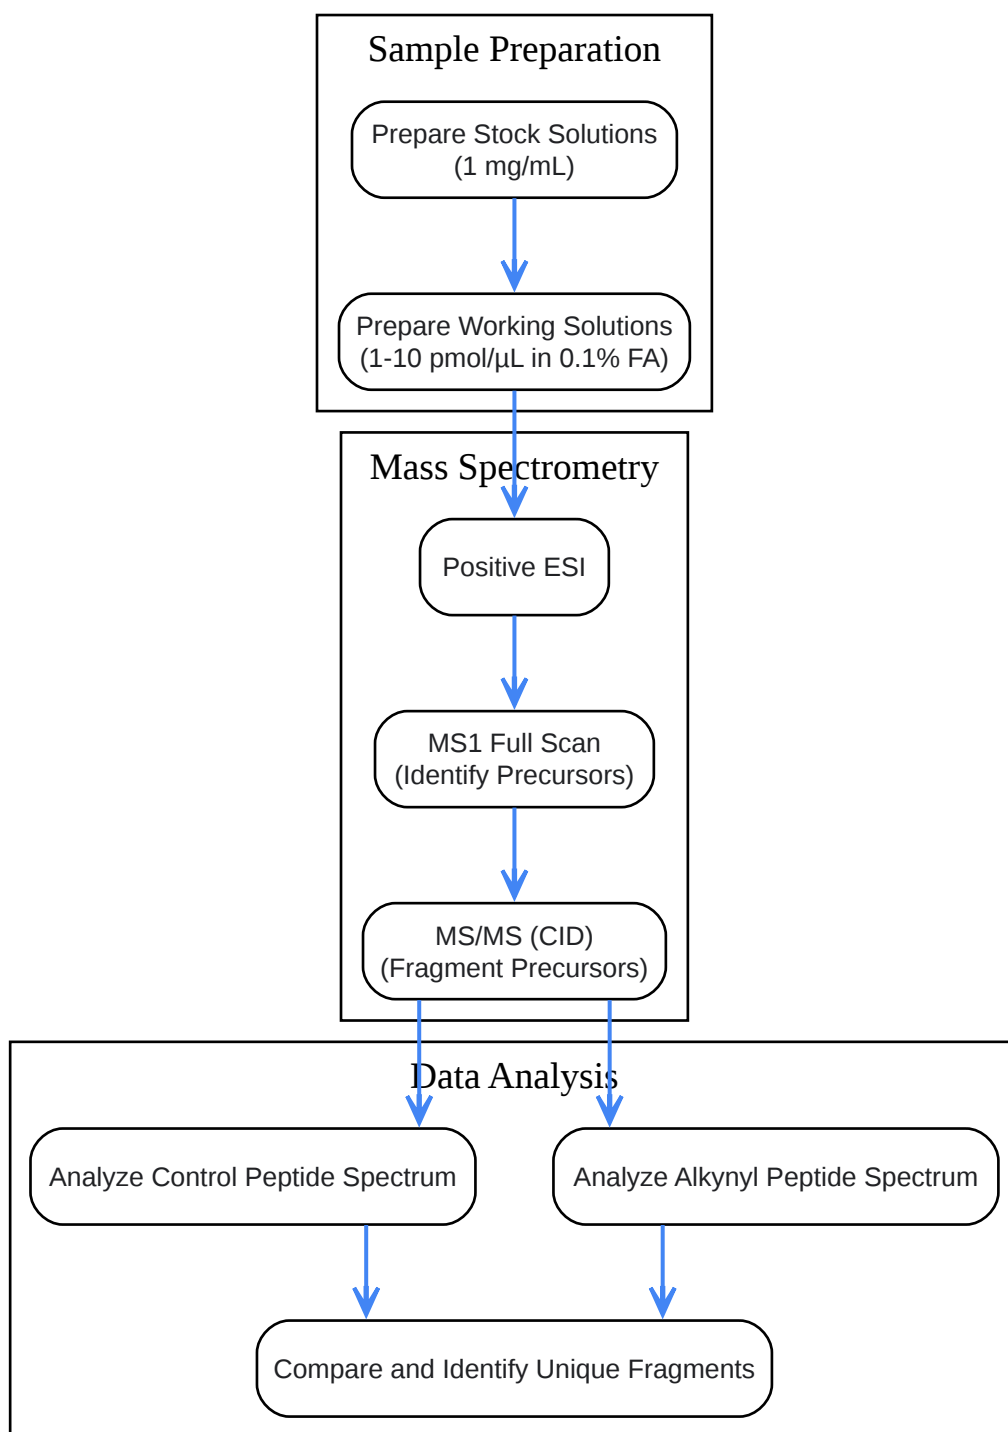 Sample Preparation
Prepare Stock Solutions
(1 mg/mL)
Prepare Working Solutions
(1-10 pmol/µL in 0.1% FA)
Mass Spectrometry
Positive ESI
MS1 Full Scan
(Identify Precursors)
MS/MS (CID)
(Fragment Precursors)
Data Analysis
Analyze Control Peptide Spectrum
Analyze Alkynyl Peptide Spectrum
Compare and Identify Unique Fragments